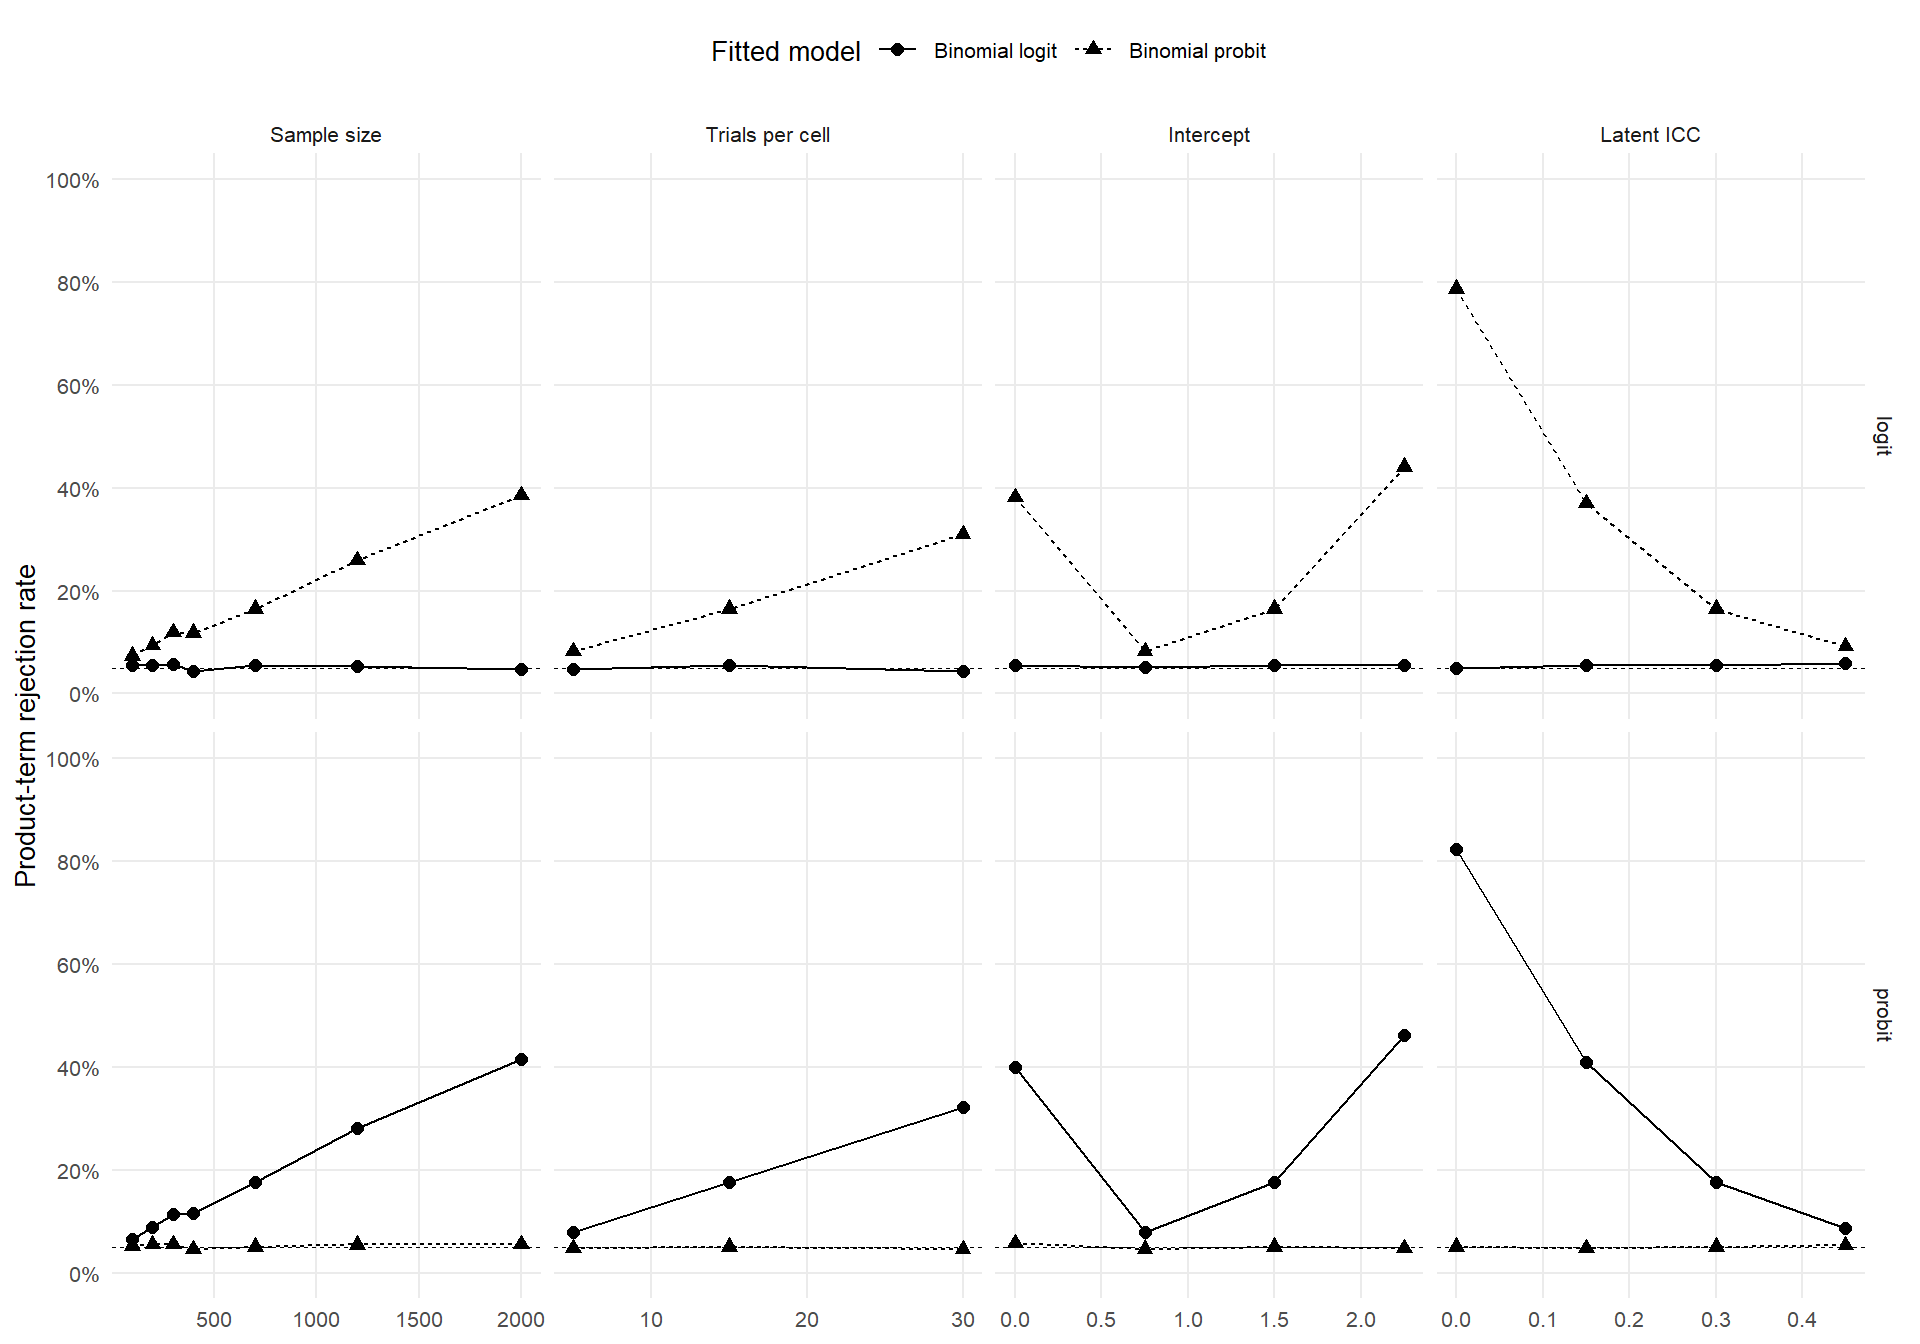 Fitted model Binomial logit Binomial probit
Sample size Trials per cell Intercept Latent ICC
100%
80%
60%
40%
20%
0%
logit
Product-term rejection rate
100%
80%
60%
40%
20%
0%
probit
500 1000 1500 2000 10 20 30 0.0 0.5 1.0 1.5 2.0 0.0 0.1 0.2 0.3 0.4